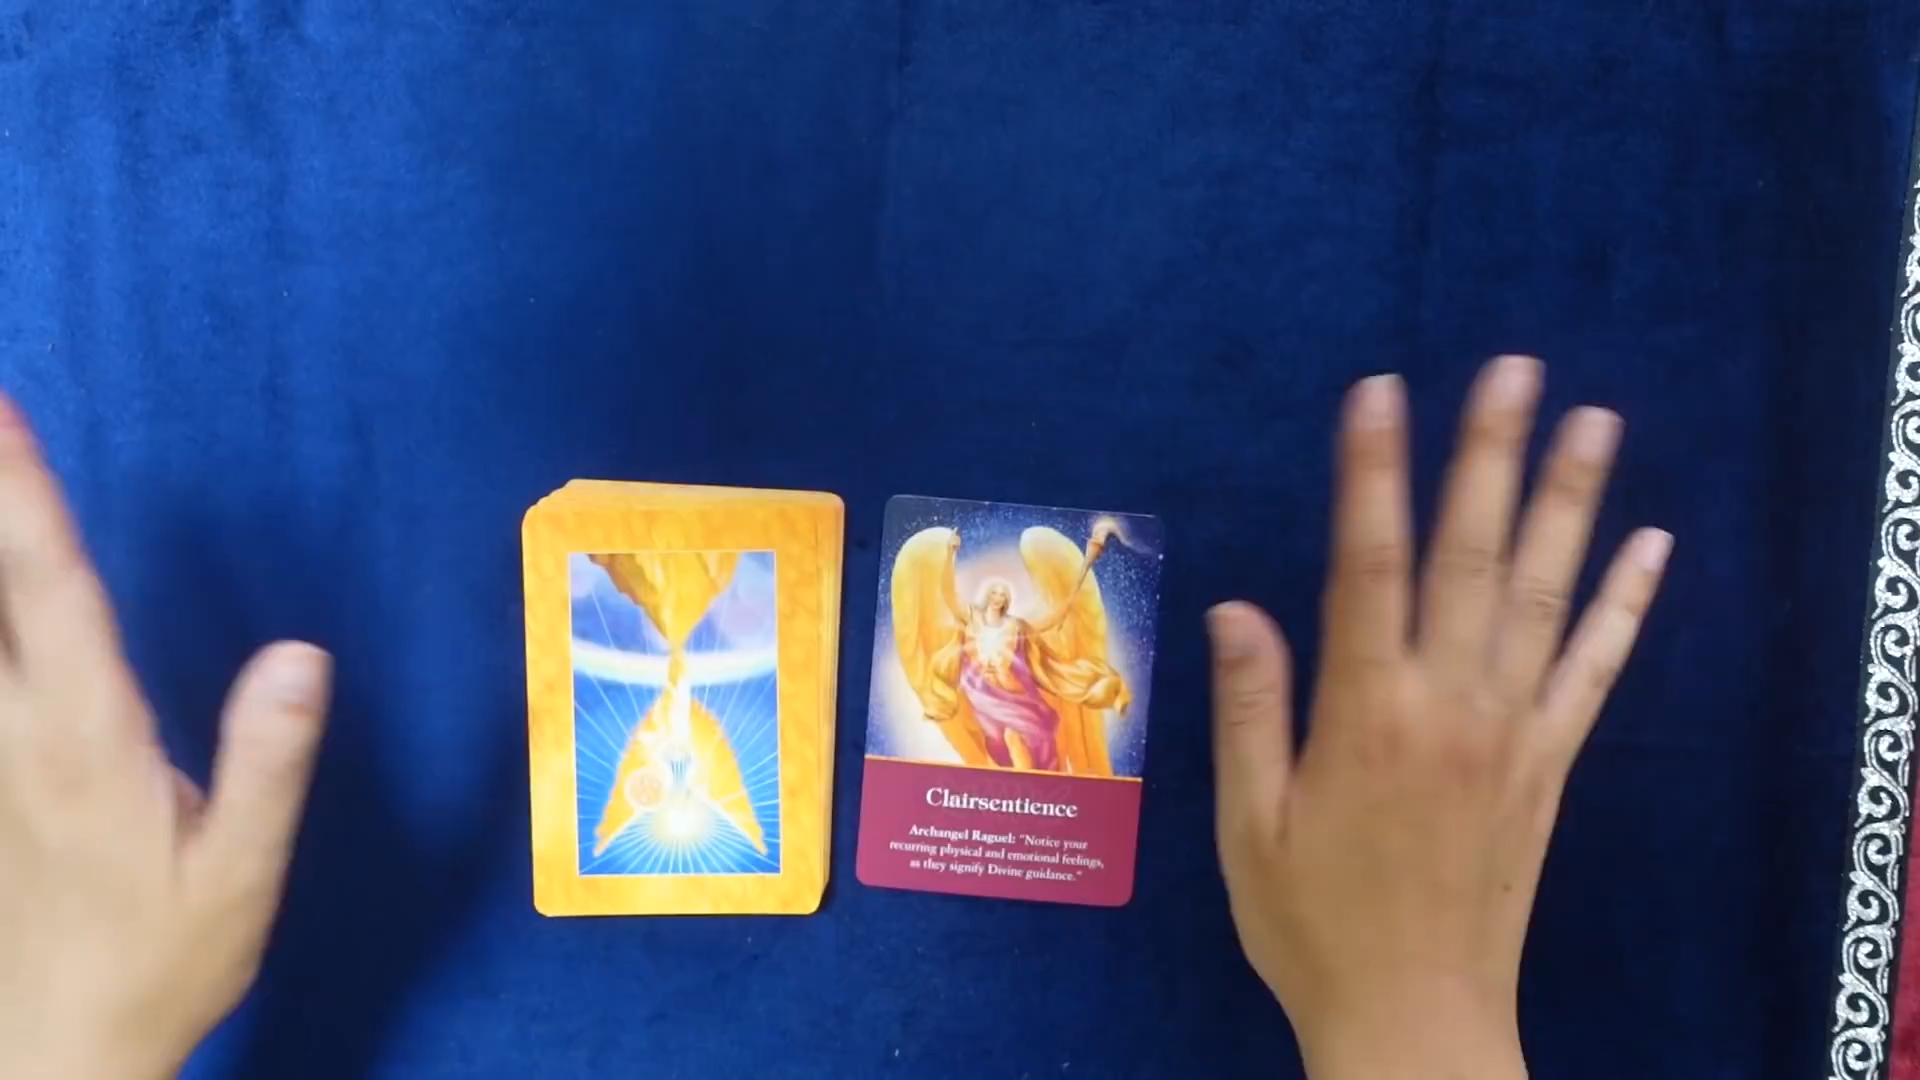 Clairsentience
Archangel Raguel: "Notice your
recurring physical and emotional feelings,
as they signify Divine guidance."